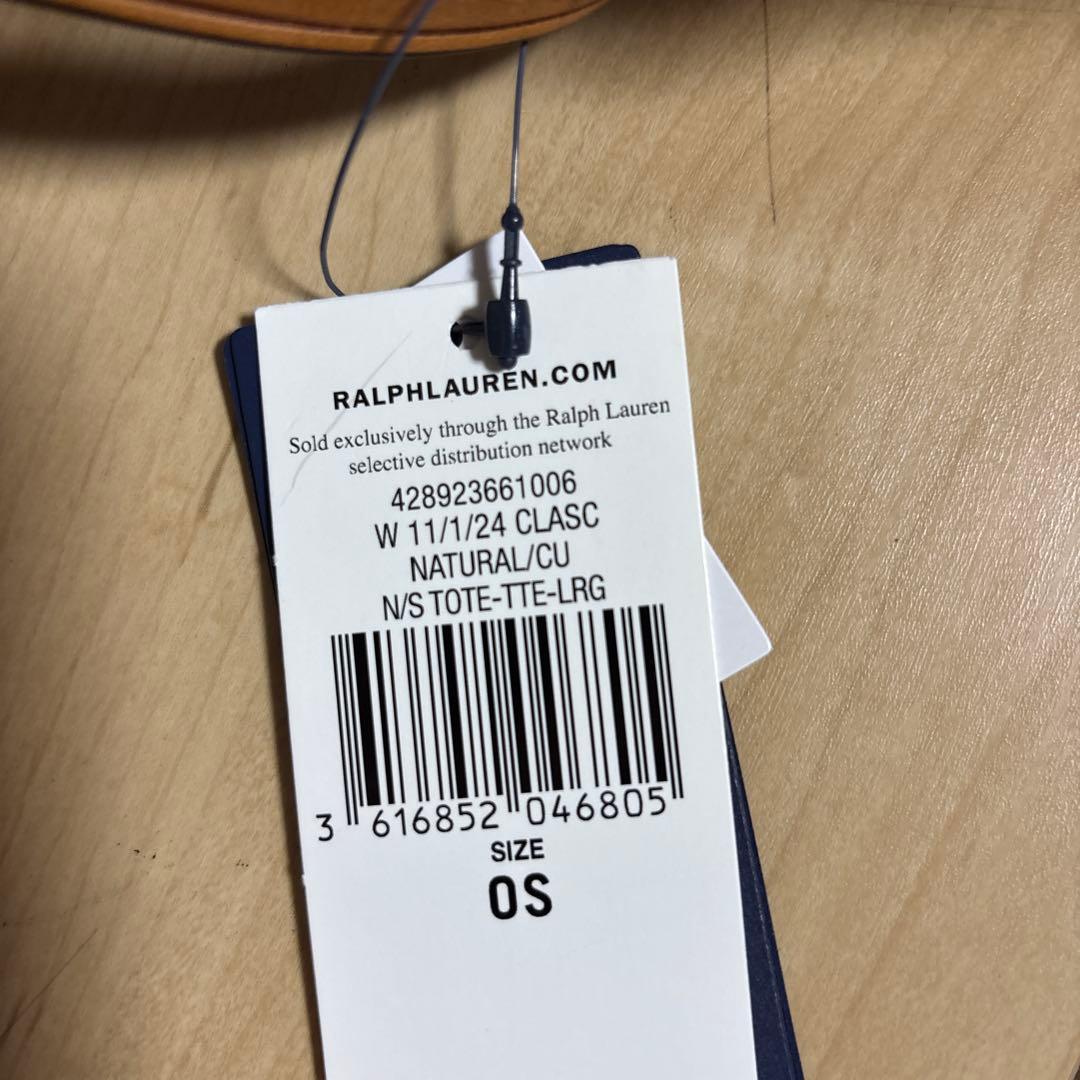 RALPHLAUREN.COM
Sold exclusively through the Ralph Lauren
selective distribution network
428923661006
W 11/1/24 CLASC
NATURAL/CU
N/S TOTE-TTE-LRG
3 616852 046805
SIZE
OS